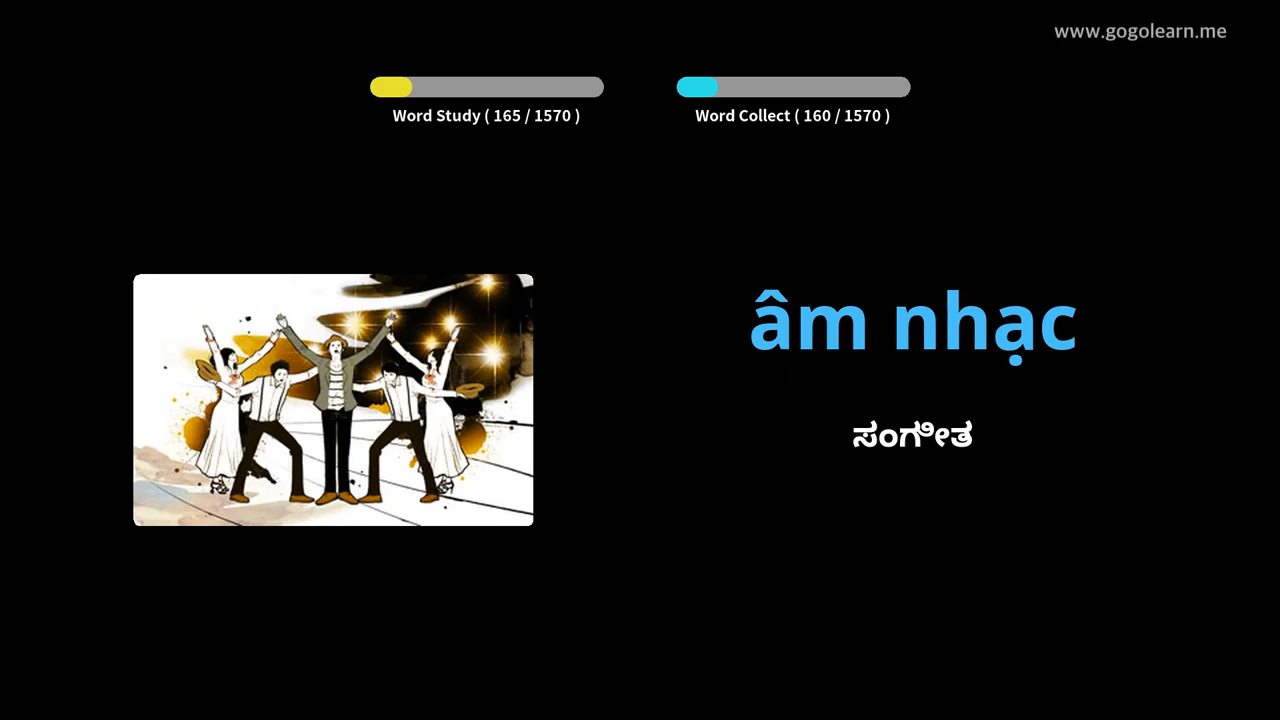 www.gogolearn.me
Word Study ( 165 / 1570 )
Word Collect ( 160 / 1570 )
âm nhạc
ಸಂಗೀತ